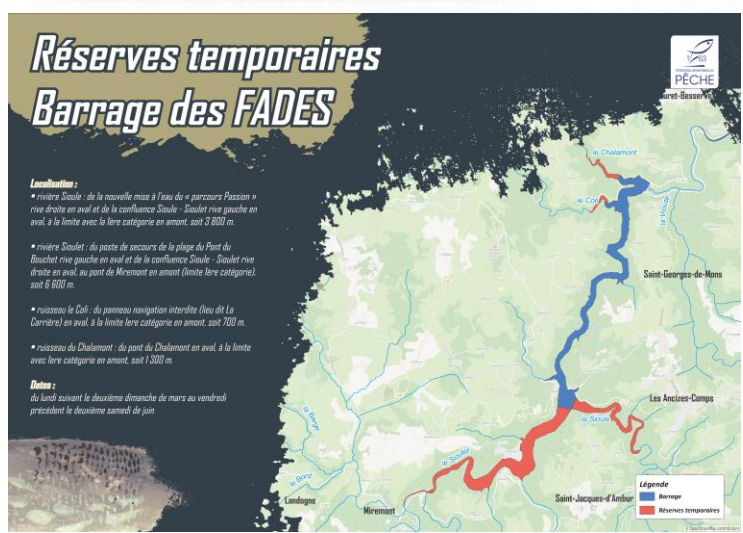 Réserves temporaires
Barrage des FADES
63
PÊCHE
Localisation :
• rivière Sioule : de la nouvelle mise à l'eau du « parcours Passion »
rive droite en aval et de la confluence Sioule - Sioulet rive gauche en
aval, à la limite avec la 1ère catégorie en amont, soit 3 800 m.
• rivière Sioulet : du poste de secours de la plage du Pont du
Bouchet rive gauche en aval et de la confluence Sioule - Sioulet rive
droite en aval, au pont de Miremont en amont (limite 1ère catégorie),
soit 6 600 m.
• ruisseau le Coli : du panneau navigation interdite (lieu dit La
Carrière) en aval, à la limite 1ere catégorie en amont, soit 700 m.
• ruisseau du Chalamont : du pont du Chalamont en aval, à la limite
avec 1ere catégorie en amont, soit 1 300 m.
Dates :
du lundi suivant le deuxième dimanche de mars au vendredi
précédent le deuxième samedi de juin
ouret-Besserve
le Chalamont
le Coli
la Viouze
Saint-Georges-de-Mons
Les Ancizes-Comps
la Sioule
la Berge
le Sioulet
le Boro
Landogne
Miremont
Saint-Jacques-d'Ambur
Légende
Barrage
Réserves temporaires
© OpenStreetMap contributors